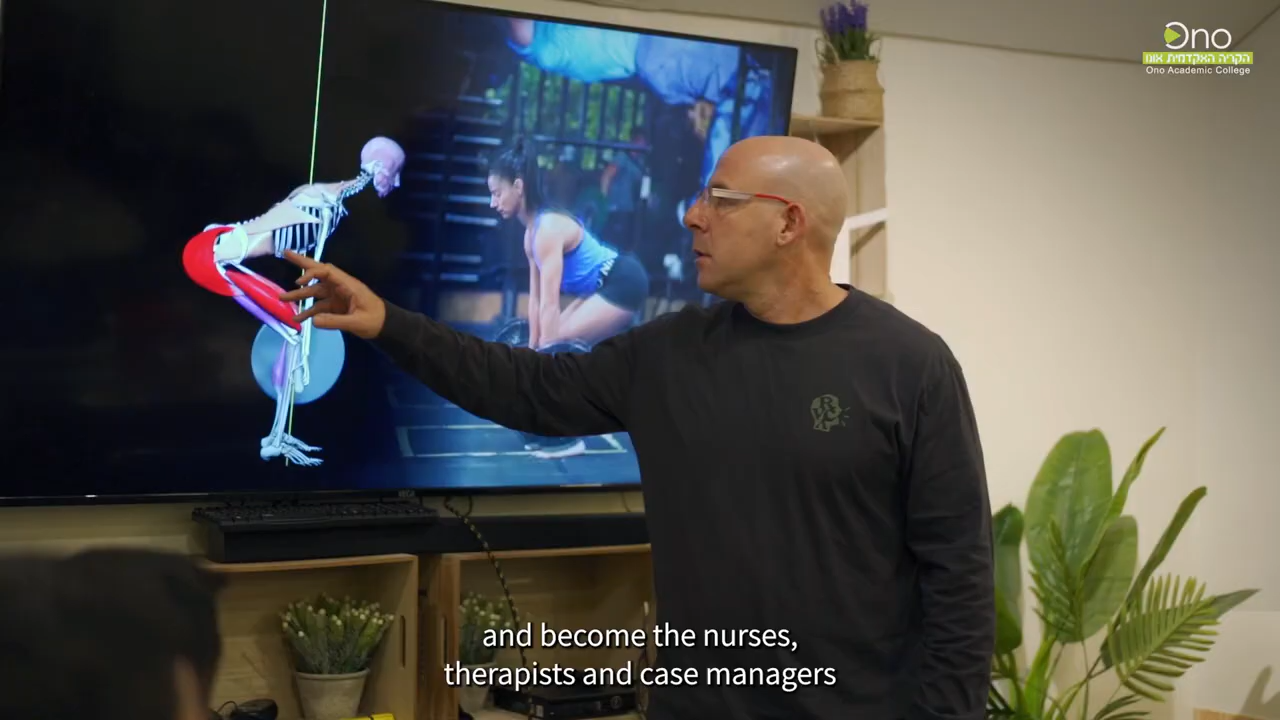 Ono
הקריה האקדמית אונו
Ono Academic College
and become the nurses,
therapists and case managers